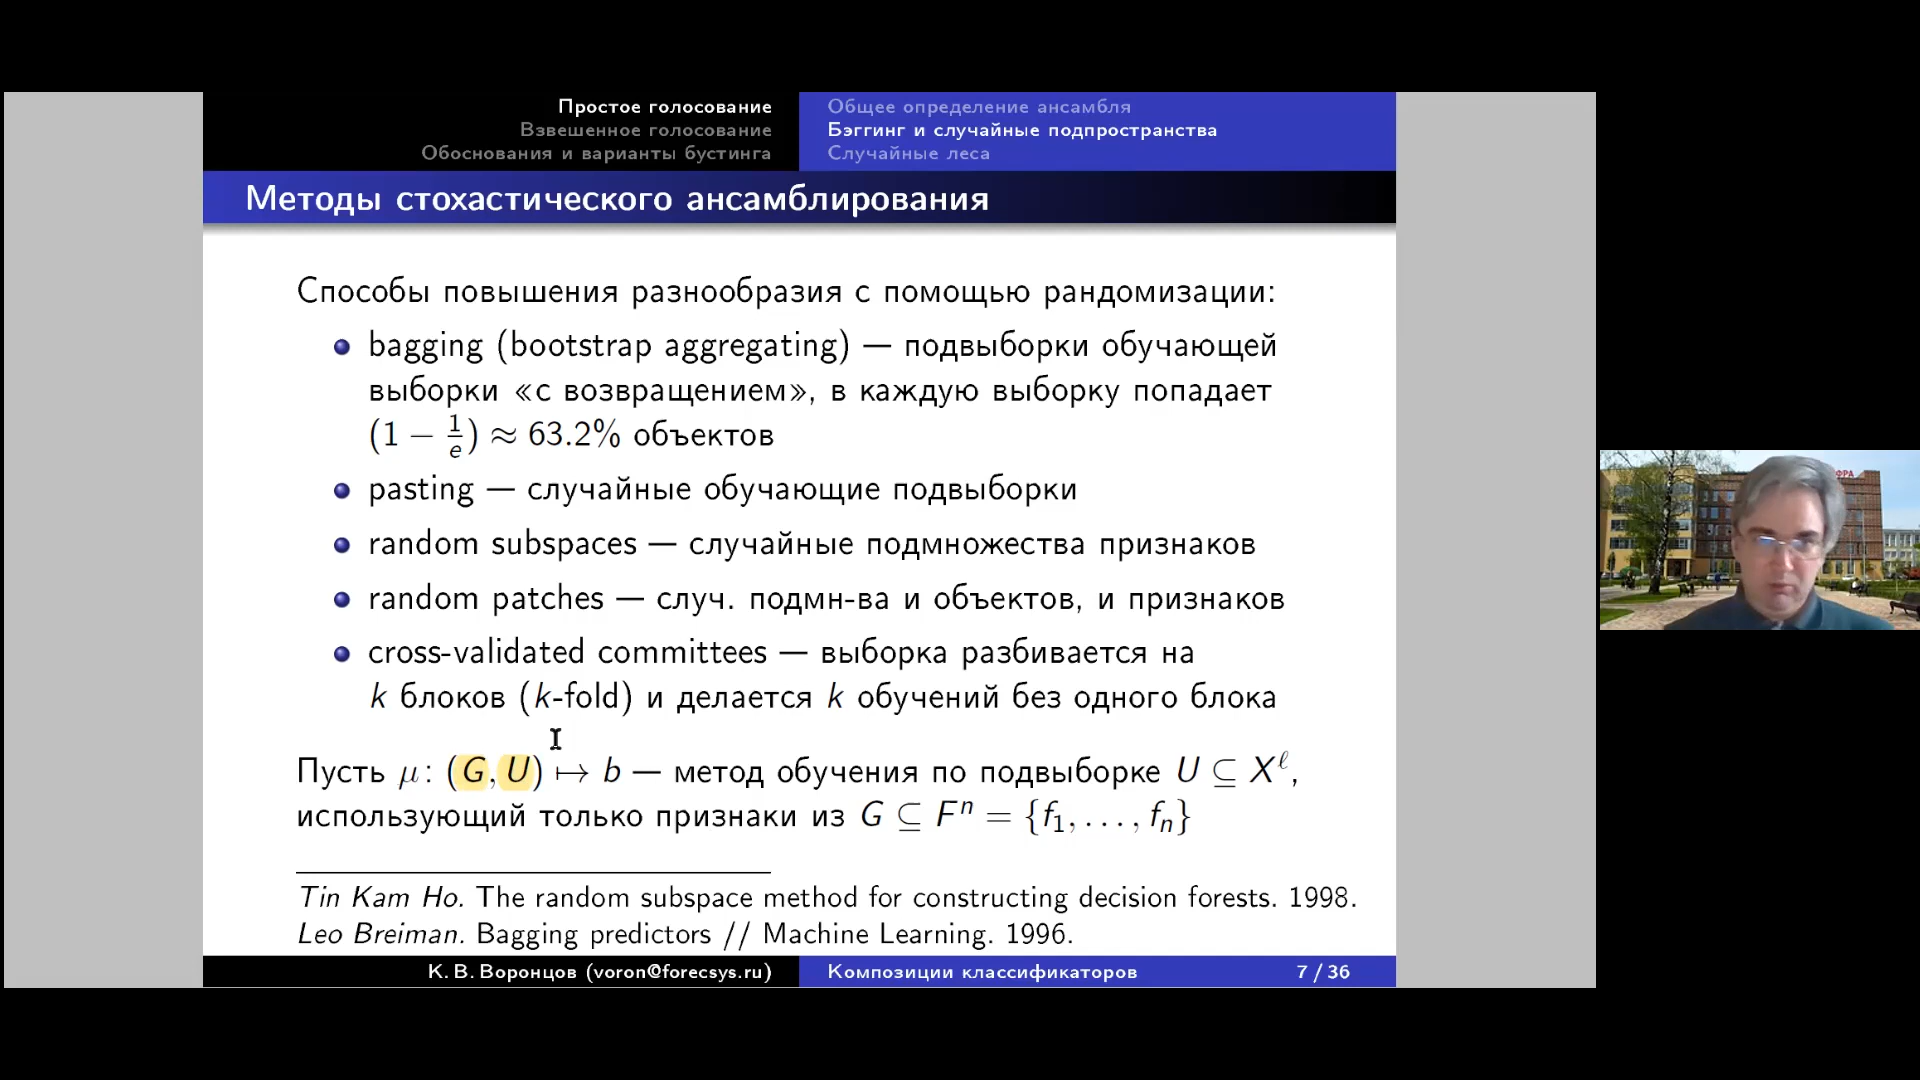 Простое голосование
Взвешенное голосование
Обоснования и варианты бустинга
Общее определение ансамбля
Бэггинг и случайные подпространства
Случайные леса
Методы стохастического ансамблирования
Способы повышения разнообразия с помощью рандомизации:
bagging (bootstrap aggregating) — подвыборки обучающей
выборки «с возвращением», в каждую выборку попадает
(1 − 1/e) ≈ 63.2% объектов
pasting — случайные обучающие подвыборки
random subspaces — случайные подмножества признаков
random patches — случ. подмн-ва и объектов, и признаков
cross-validated committees — выборка разбивается на
k блоков (k-fold) и делается k обучений без одного блока
Пусть μ: (G, U) ↦ b — метод обучения по подвыборке U ⊆ Xˡ,
использующий только признаки из G ⊆ Fⁿ = {f₁, . . . , fₙ}
Tin Kam Ho. The random subspace method for constructing decision forests. 1998.
Leo Breiman. Bagging predictors // Machine Learning. 1996.
К. В. Воронцов (voron@forecsys.ru)
Композиции классификаторов
7 / 36
ФРА